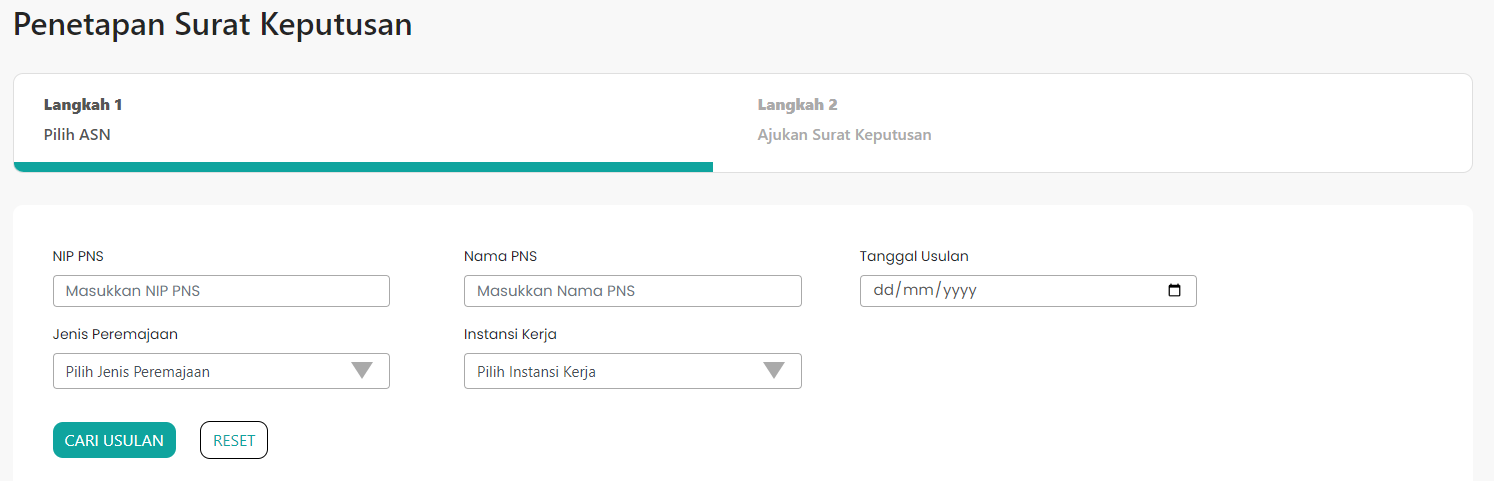 Penetapan Surat Keputusan
Langkah 1
Pilih ASN
Langkah 2
Ajukan Surat Keputusan
NIP PNS
Masukkan NIP PNS
Nama PNS
Masukkan Nama PNS
Tanggal Usulan
dd/mm/yyyy
Jenis Peremajaan
Pilih Jenis Peremajaan
Instansi Kerja
Pilih Instansi Kerja
CARI USULAN
RESET